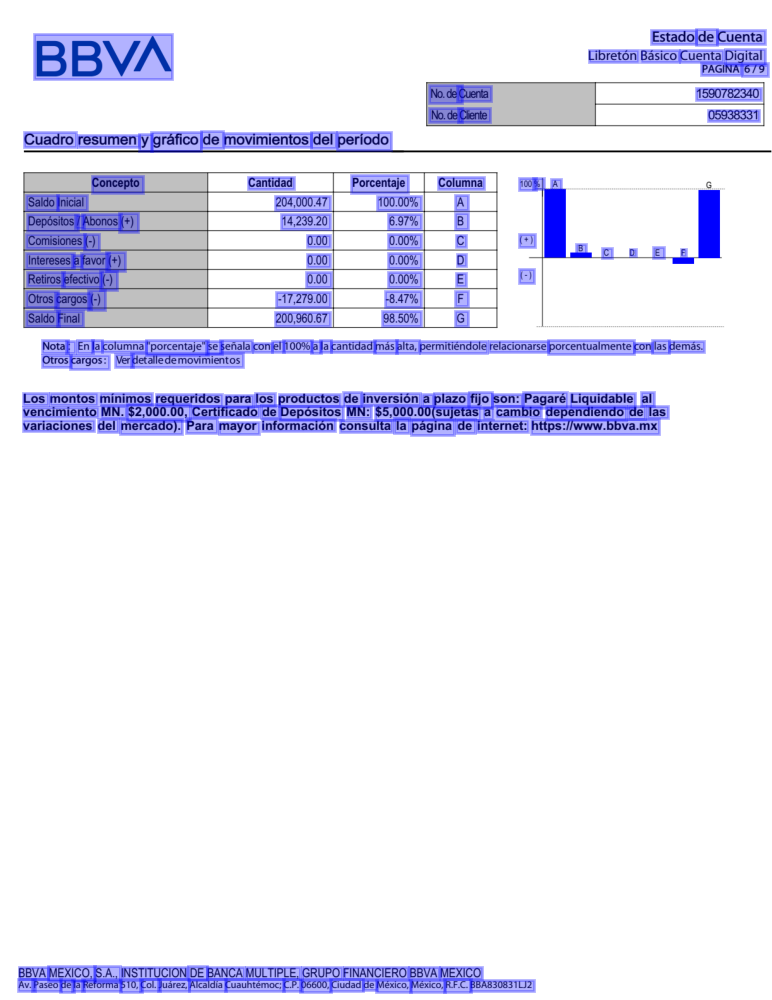 BBVA
Estado de Cuenta
Libretón Básico Cuenta Digital
PAGINA 6 / 9
No. de Cuenta 1590782340
No. de Cliente 05938331
Cuadro resumen y gráfico de movimientos del período
Concepto Cantidad Porcentaje Columna
Saldo Inicial 204,000.47 100.00% A
Depósitos / Abonos (+) 14,239.20 6.97% B
Comisiones (-) 0.00 0.00% C
Intereses a favor (+) 0.00 0.00% D
Retiros efectivo (-) 0.00 0.00% E
Otros cargos (-) -17,279.00 -8.47% F
Saldo Final 200,960.67 98.50% G
100 % A G
( + )
B C D E F
( - )
Nota : En la columna "porcentaje" se señala con el 100% a la cantidad más alta, permitiéndole relacionarse porcentualmente con las demás.
Otros cargos : Ver detalle de movimientos
Los montos mínimos requeridos para los productos de inversión a plazo fijo son: Pagaré Liquidable al
vencimiento MN. $2,000.00, Certificado de Depósitos MN: $5,000.00(sujetas a cambio dependiendo de las
variaciones del mercado). Para mayor información consulta la página de internet: https://www.bbva.mx
BBVA MEXICO, S.A., INSTITUCION DE BANCA MULTIPLE, GRUPO FINANCIERO BBVA MEXICO
Av. Paseo de la Reforma 510, Col. Juárez, Alcaldía Cuauhtémoc; C.P. 06600, Ciudad de México, México, R.F.C. BBA830831LJ2